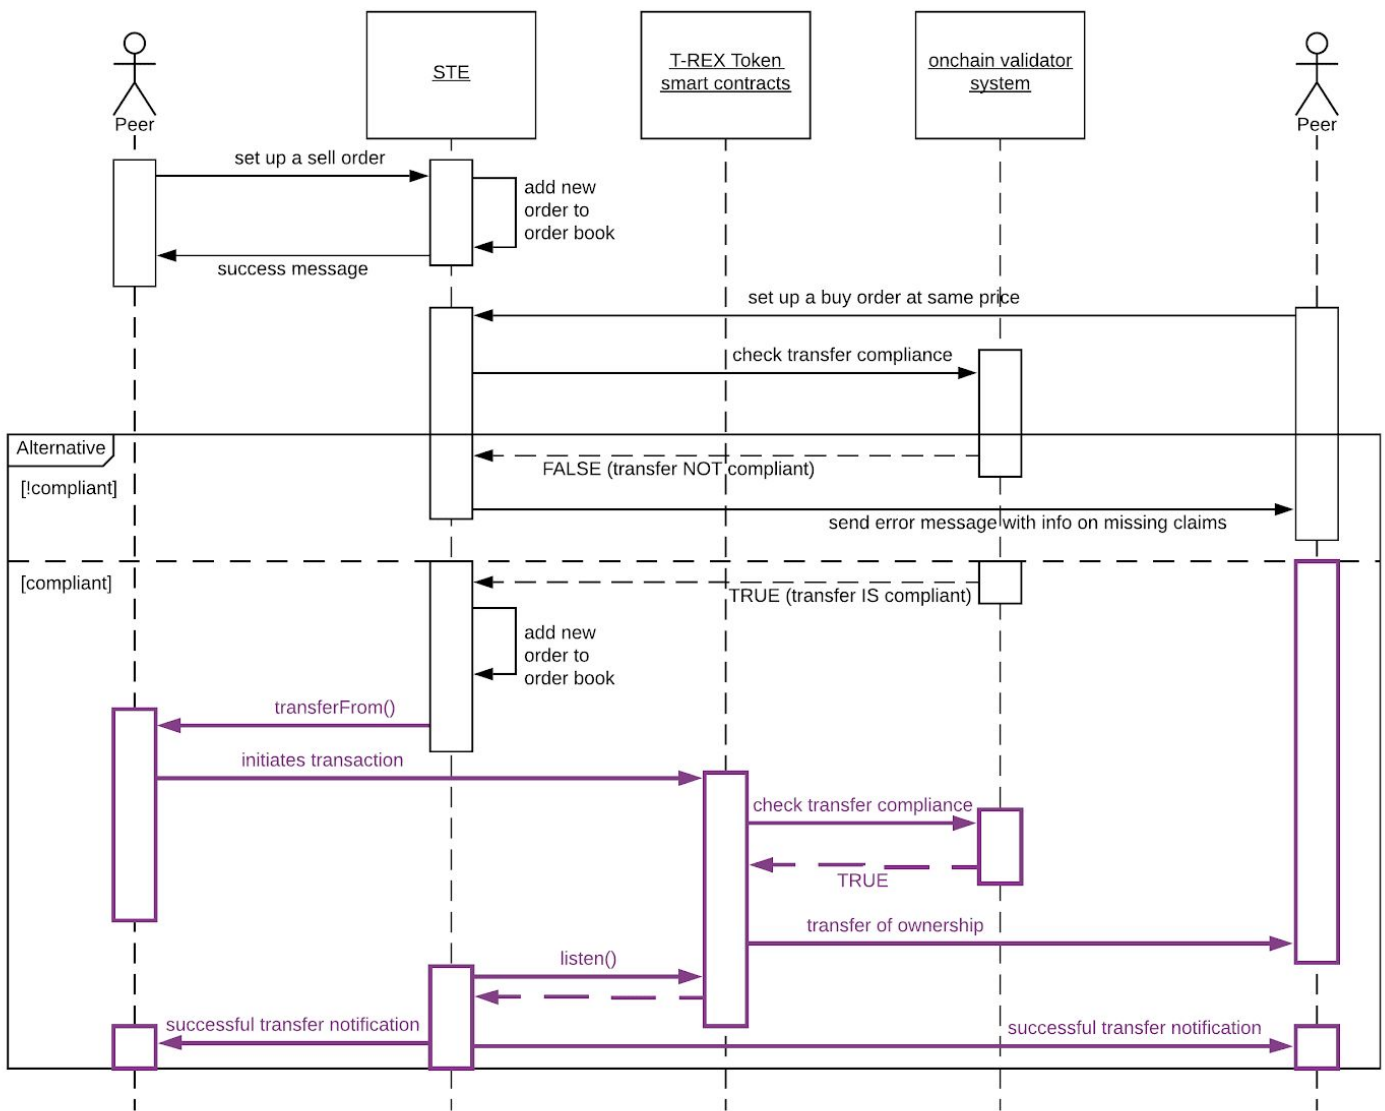 Peer
STE
T-REX Token
smart contracts
onchain validator
system
Peer
set up a sell order
add new
order to
order book
success message
set up a buy order at same price
check transfer compliance
Alternative
FALSE (transfer NOT compliant)
[!compliant]
send error message with info on missing claims
[compliant]
TRUE (transfer IS compliant)
add new
order to
order book
transferFrom()
initiates transaction
check transfer compliance
TRUE
transfer of ownership
listen()
successful transfer notification
successful transfer notification